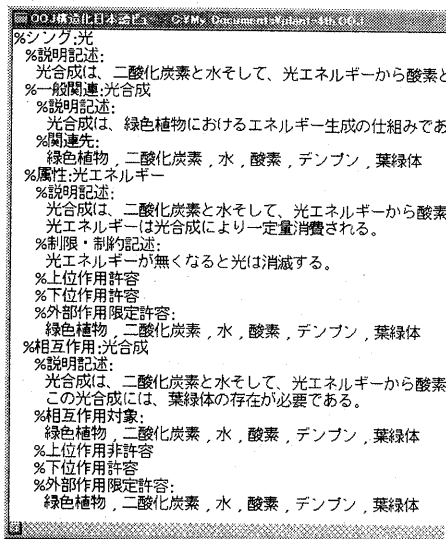 OOJ構造化日本語ビュー - C:¥My Documents¥plant-4th.OOJ
%シング:光
%説明記述:
光合成は、二酸化炭素と水そして、光エネルギーから酸素と
%一般関連:光合成
%説明記述:
光合成は、緑色植物におけるエネルギー生成の仕組みであ
%関連先:
緑色植物 , 二酸化炭素 , 水 , 酸素 , デンプン , 葉緑体
%属性:光エネルギー
%説明記述:
光合成は、二酸化炭素と水そして、光エネルギーから酸素
光エネルギーは光合成により一定量消費される。
%制限・制約記述:
光エネルギーが無くなると光は消滅する。
%上位作用許容
%下位作用許容
%外部作用限定許容:
緑色植物 , 二酸化炭素 , 水 , 酸素 , デンプン , 葉緑体
%相互作用:光合成
%説明記述:
光合成は、二酸化炭素と水そして、光エネルギーから酸素
この光合成には、葉緑体の存在が必要である。
%相互作用対象:
緑色植物 , 二酸化炭素 , 水 , 酸素 , デンプン , 葉緑体
%上位作用非許容
%下位作用許容
%外部作用限定許容:
緑色植物 , 二酸化炭素 , 水 , 酸素 , デンプン , 葉緑体